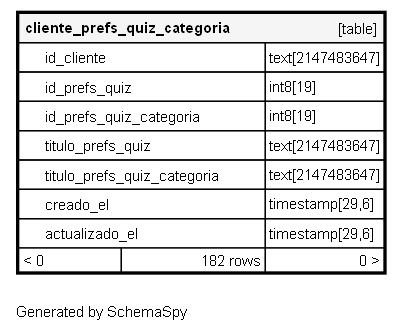 cliente_prefs_quiz_categoria [table]
id_cliente text[2147483647]
id_prefs_quiz int8[19]
id_prefs_quiz_categoria int8[19]
titulo_prefs_quiz text[2147483647]
titulo_prefs_quiz_categoria text[2147483647]
creado_el timestamp[29,6]
actualizado_el timestamp[29,6]
< 0 182 rows 0 >
Generated by SchemaSpy